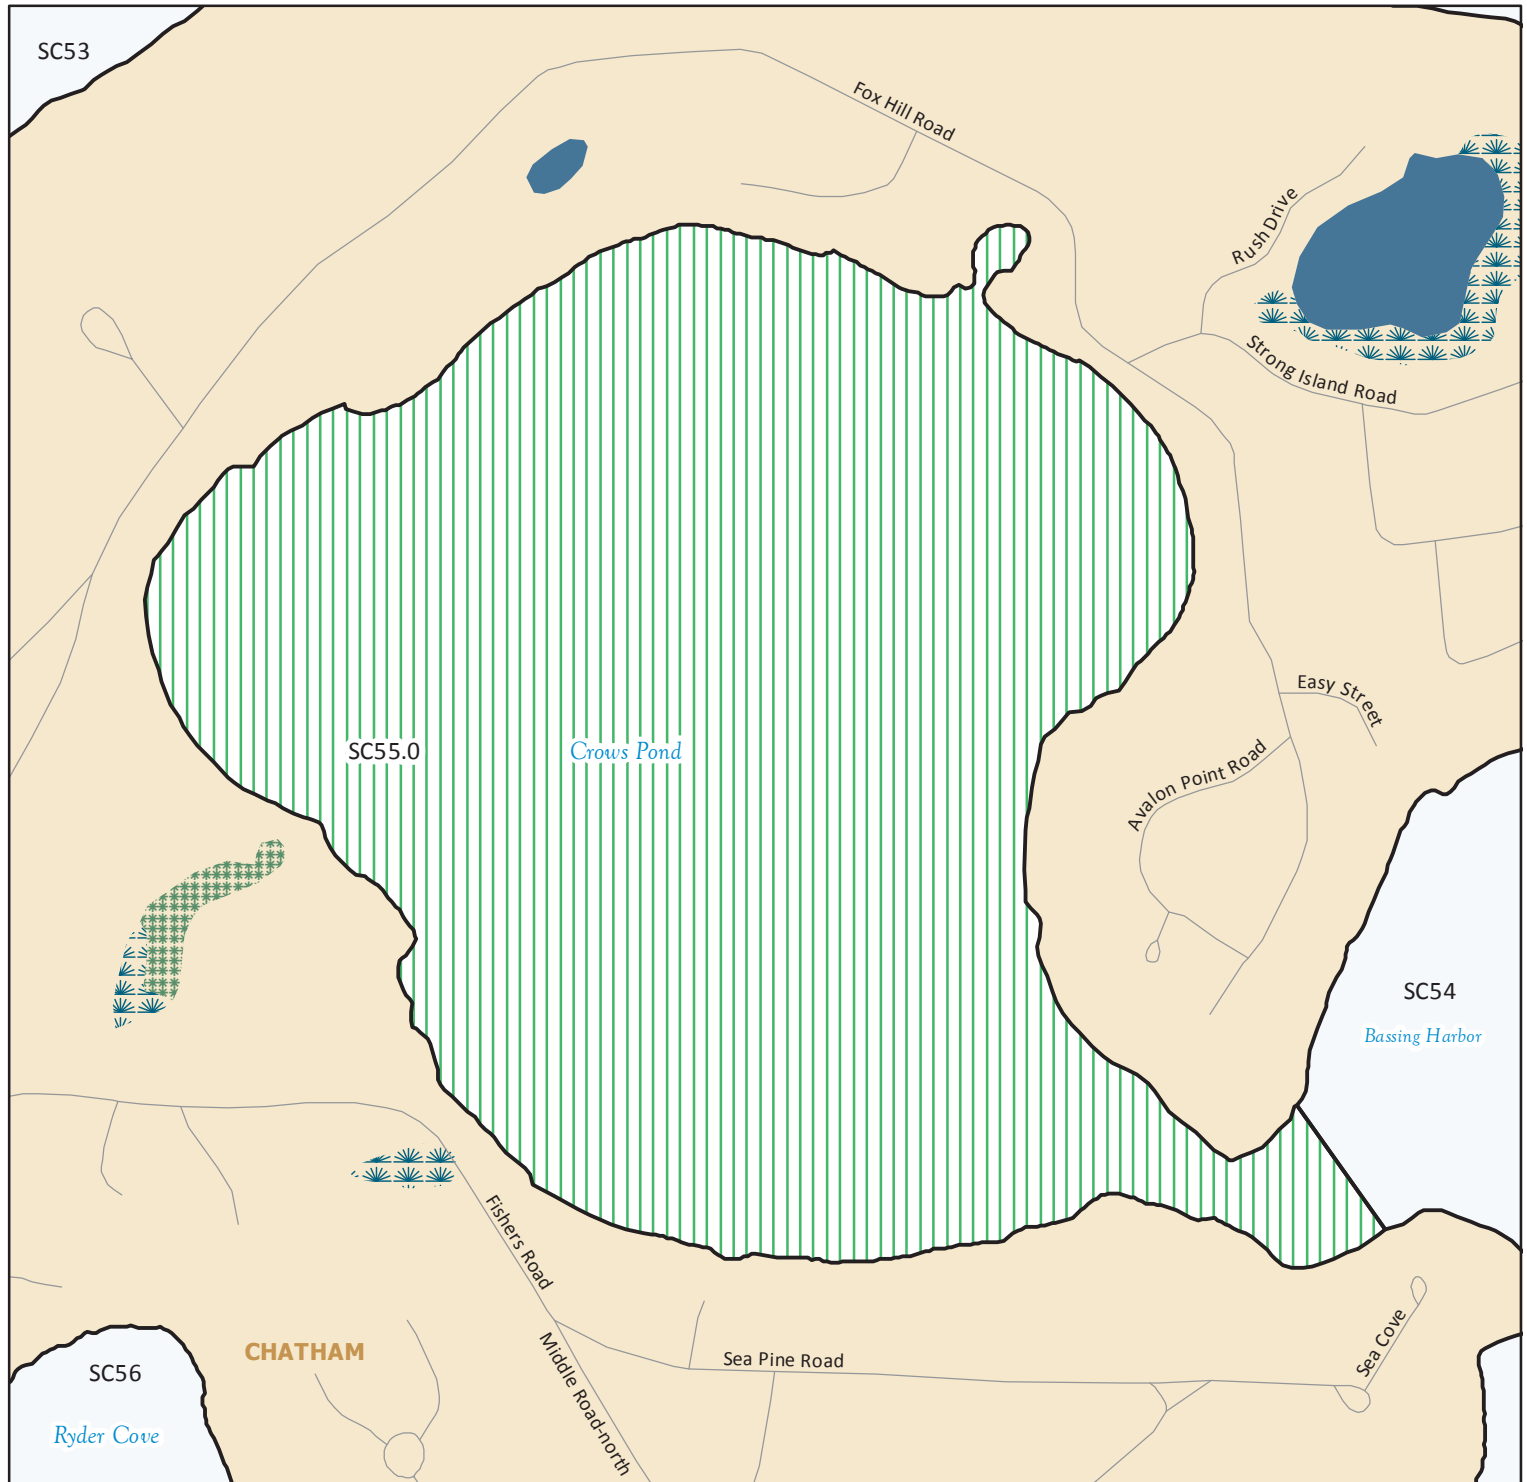 SC53
Fox Hill Road
Rush Drive
Strong Island Road
Easy Street
SC55.0
Crows Pond
Avalon Point Road
SC54
Bassing Harbor
Fishers Road
CHATHAM
Middle Road-north
Sea Pine Road
Sea Cove
SC56
Ryder Cove